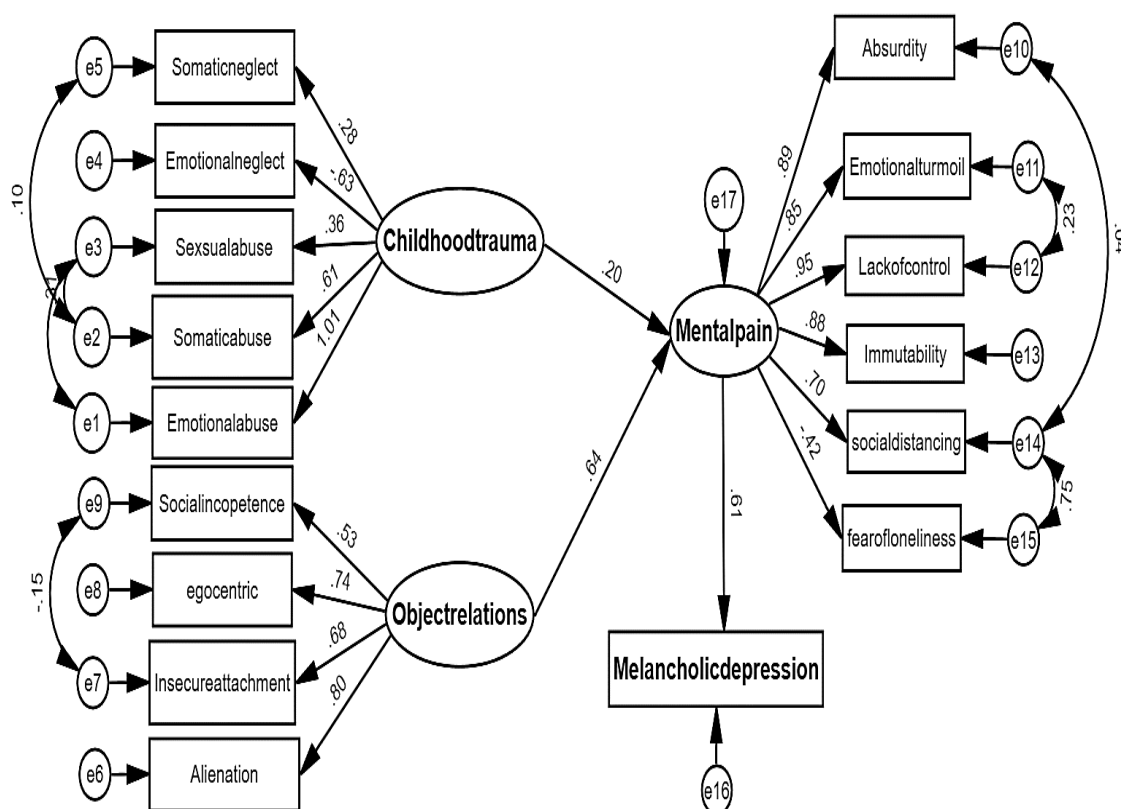 e5
Somaticneglect
.28
e4
Emotionalneglect
-.63
.10
e3
Sexsualabuse
.36
e2
Somaticabuse
.61
e1
Emotionalabuse
1.01
Childhoodtrauma
.20
e9
Socialincopetence
.53
e8
egocentric
.74
-.15
e7
Insecureattachment
.68
e6
Alienation
.80
Objectrelations
.64
e17
Mentalpain
.61
Melancholicdepression
e16
.89
Absurdity
e10
.85
Emotionalturmoil
e11
.23
.95
Lackofcontrol
e12
.88
Immutability
e13
.70
socialdistancing
e14
.75
-.42
fearofloneliness
e15